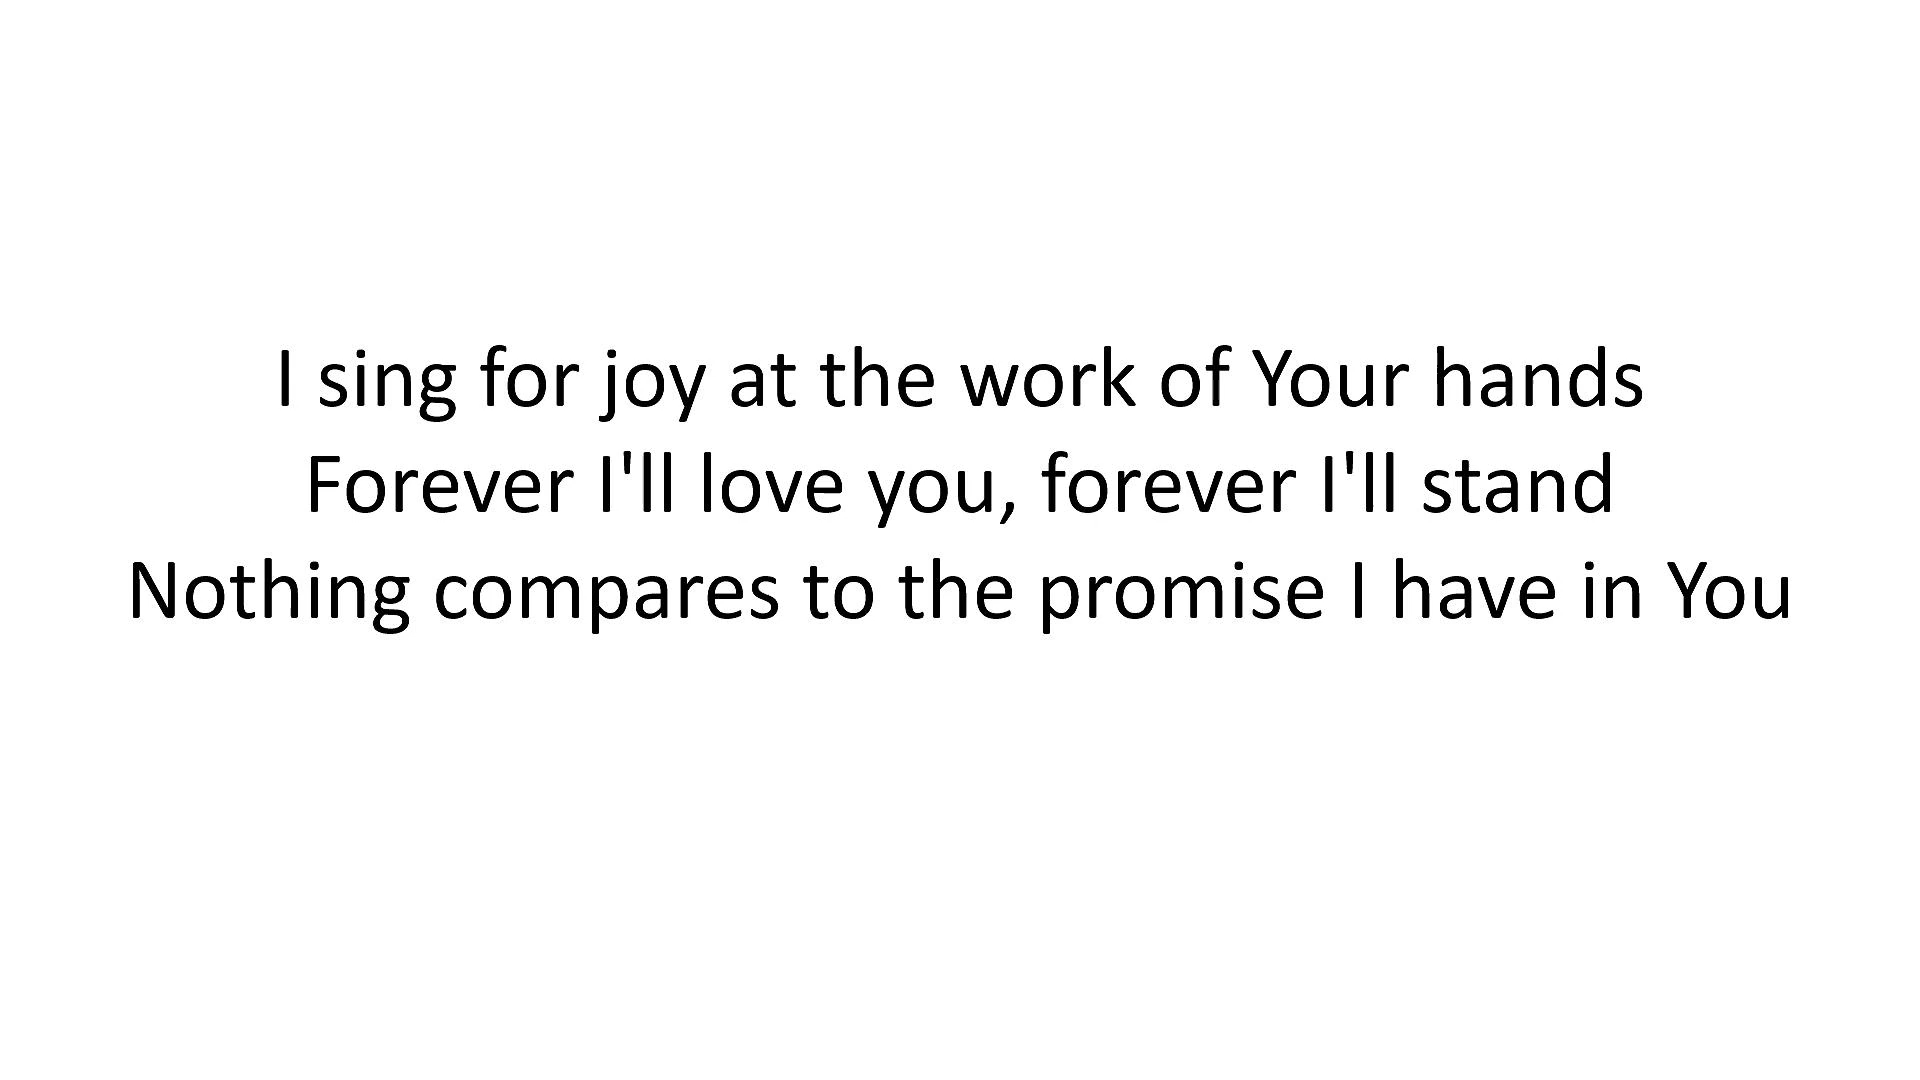 I sing for joy at the work of Your hands
Forever I'll love you, forever I'll stand
Nothing compares to the promise I have in You